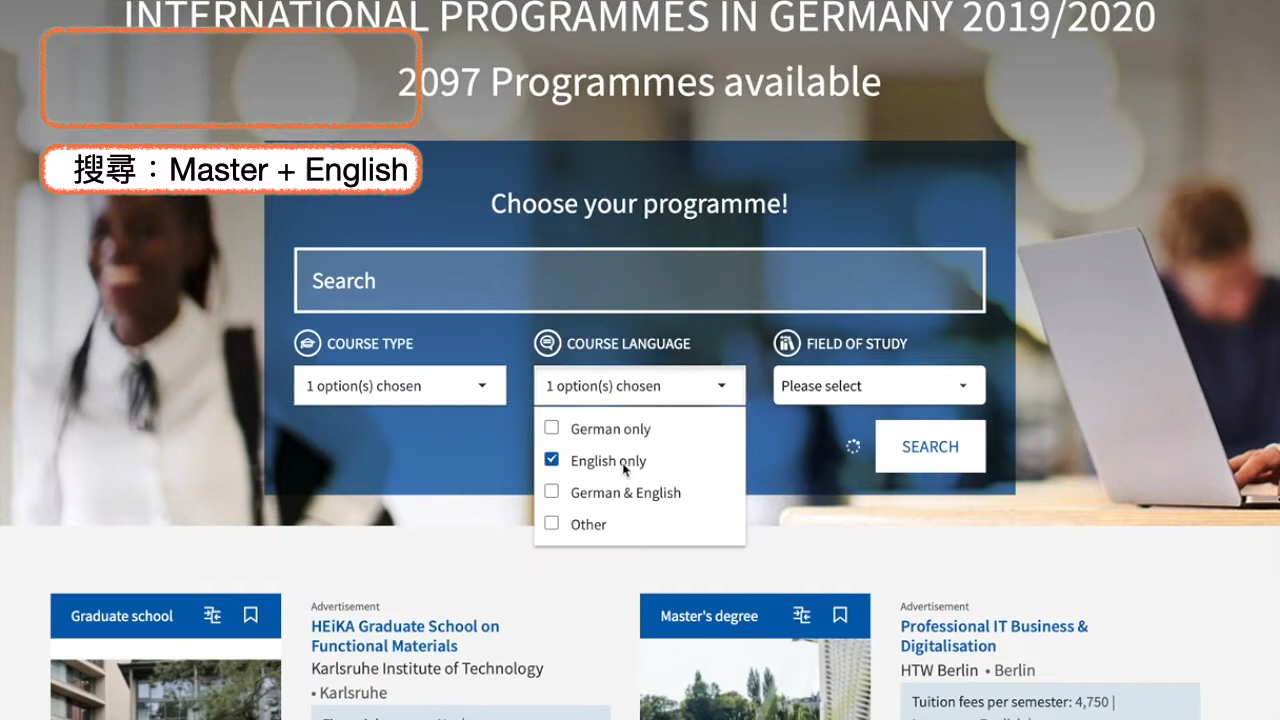 INTERNATIONAL PROGRAMMES IN GERMANY 2019/2020
2097 Programmes available
搜尋：Master + English
Choose your programme!
Search
COURSE TYPE
COURSE LANGUAGE
FIELD OF STUDY
1 option(s) chosen
1 option(s) chosen
Please select
German only
English only
German & English
Other
SEARCH
Graduate school
Advertisement
HEiKA Graduate School on
Functional Materials
Karlsruhe Institute of Technology
• Karlsruhe
Master's degree
Advertisement
Professional IT Business &
Digitalisation
HTW Berlin • Berlin
Tuition fees per semester: 4,750 |